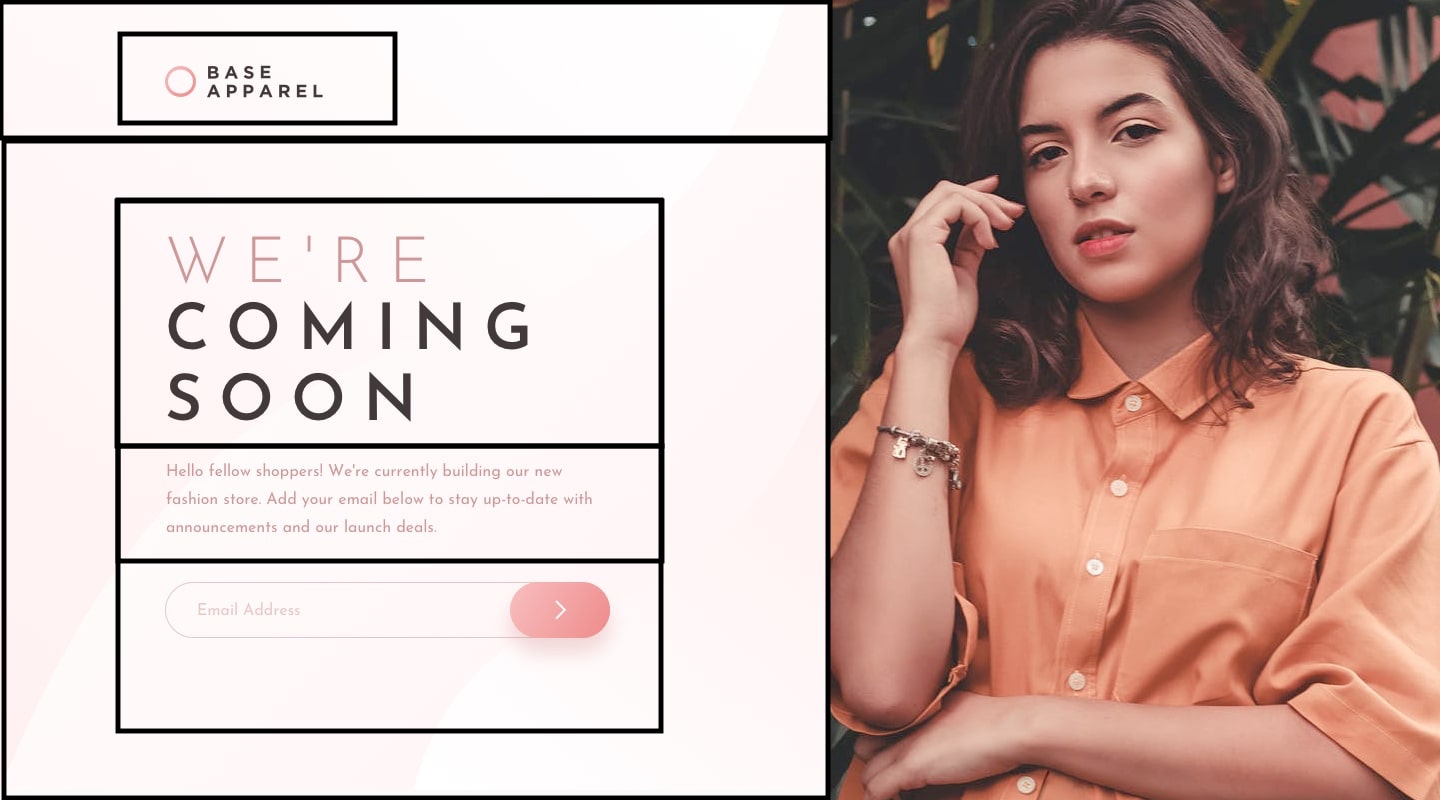 BASE
APPAREL
WE'RE
COMING
SOON
Hello fellow shoppers! We're currently building our new
fashion store. Add your email below to stay up-to-date with
announcements and our launch deals.
Email Address